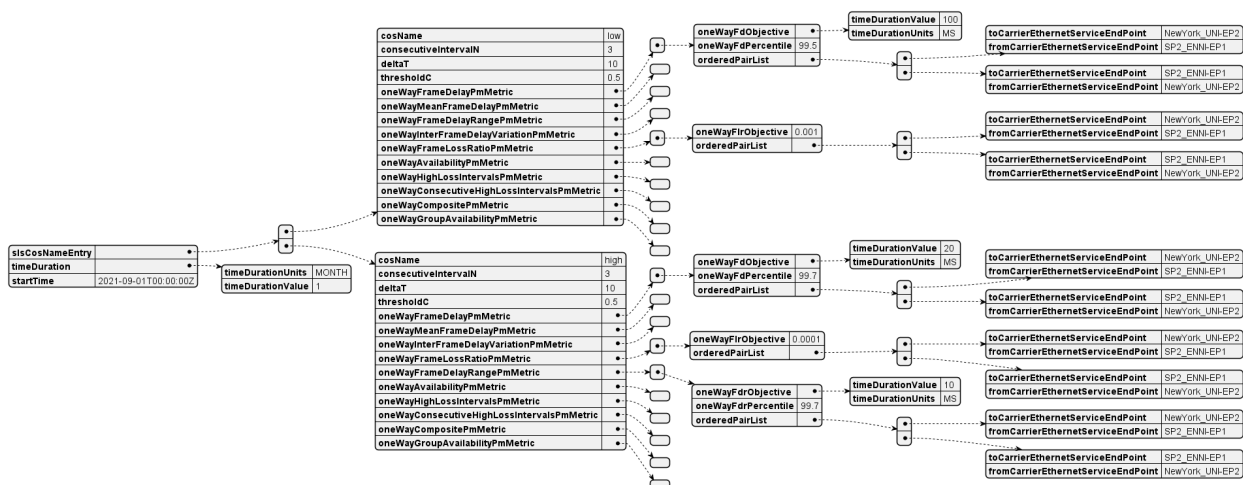 slsCosNameEntry
timeDuration
startTime 2021-09-01T00:00:00Z
timeDurationUnits MONTH
timeDurationValue 1
cosName low
consecutiveIntervalN 3
deltaT 10
thresholdC 0.5
oneWayFrameDelayPmMetric
oneWayMeanFrameDelayPmMetric
oneWayFrameDelayRangePmMetric
oneWayInterFrameDelayVariationPmMetric
oneWayFrameLossRatioPmMetric
oneWayAvailabilityPmMetric
oneWayHighLossIntervalsPmMetric
oneWayConsecutiveHighLossIntervalsPmMetric
oneWayCompositePmMetric
oneWayGroupAvailabilityPmMetric
oneWayFdObjective
oneWayFdPercentile 99.5
orderedPairList
timeDurationValue 100
timeDurationUnits MS
toCarrierEthernetServiceEndPoint NewYork_UNI-EP2
fromCarrierEthernetServiceEndPoint SP2_ENNI-EP1
toCarrierEthernetServiceEndPoint SP2_ENNI-EP1
fromCarrierEthernetServiceEndPoint NewYork_UNI-EP2
oneWayFlrObjective 0.001
orderedPairList
toCarrierEthernetServiceEndPoint NewYork_UNI-EP2
fromCarrierEthernetServiceEndPoint SP2_ENNI-EP1
toCarrierEthernetServiceEndPoint SP2_ENNI-EP1
fromCarrierEthernetServiceEndPoint NewYork_UNI-EP2
cosName high
consecutiveIntervalN 3
deltaT 10
thresholdC 0.5
oneWayFrameDelayPmMetric
oneWayMeanFrameDelayPmMetric
oneWayInterFrameDelayVariationPmMetric
oneWayFrameLossRatioPmMetric
oneWayFrameDelayRangePmMetric
oneWayAvailabilityPmMetric
oneWayHighLossIntervalsPmMetric
oneWayConsecutiveHighLossIntervalsPmMetric
oneWayCompositePmMetric
oneWayGroupAvailabilityPmMetric
oneWayFdObjective
oneWayFdPercentile 99.7
orderedPairList
timeDurationValue 20
timeDurationUnits MS
toCarrierEthernetServiceEndPoint NewYork_UNI-EP2
fromCarrierEthernetServiceEndPoint SP2_ENNI-EP1
toCarrierEthernetServiceEndPoint SP2_ENNI-EP1
fromCarrierEthernetServiceEndPoint NewYork_UNI-EP2
oneWayFlrObjective 0.0001
orderedPairList
toCarrierEthernetServiceEndPoint NewYork_UNI-EP2
fromCarrierEthernetServiceEndPoint SP2_ENNI-EP1
toCarrierEthernetServiceEndPoint SP2_ENNI-EP1
fromCarrierEthernetServiceEndPoint NewYork_UNI-EP2
oneWayFdrObjective
oneWayFdrPercentile 99.7
orderedPairList
timeDurationValue 10
timeDurationUnits MS
toCarrierEthernetServiceEndPoint NewYork_UNI-EP2
fromCarrierEthernetServiceEndPoint SP2_ENNI-EP1
toCarrierEthernetServiceEndPoint SP2_ENNI-EP1
fromCarrierEthernetServiceEndPoint NewYork_UNI-EP2